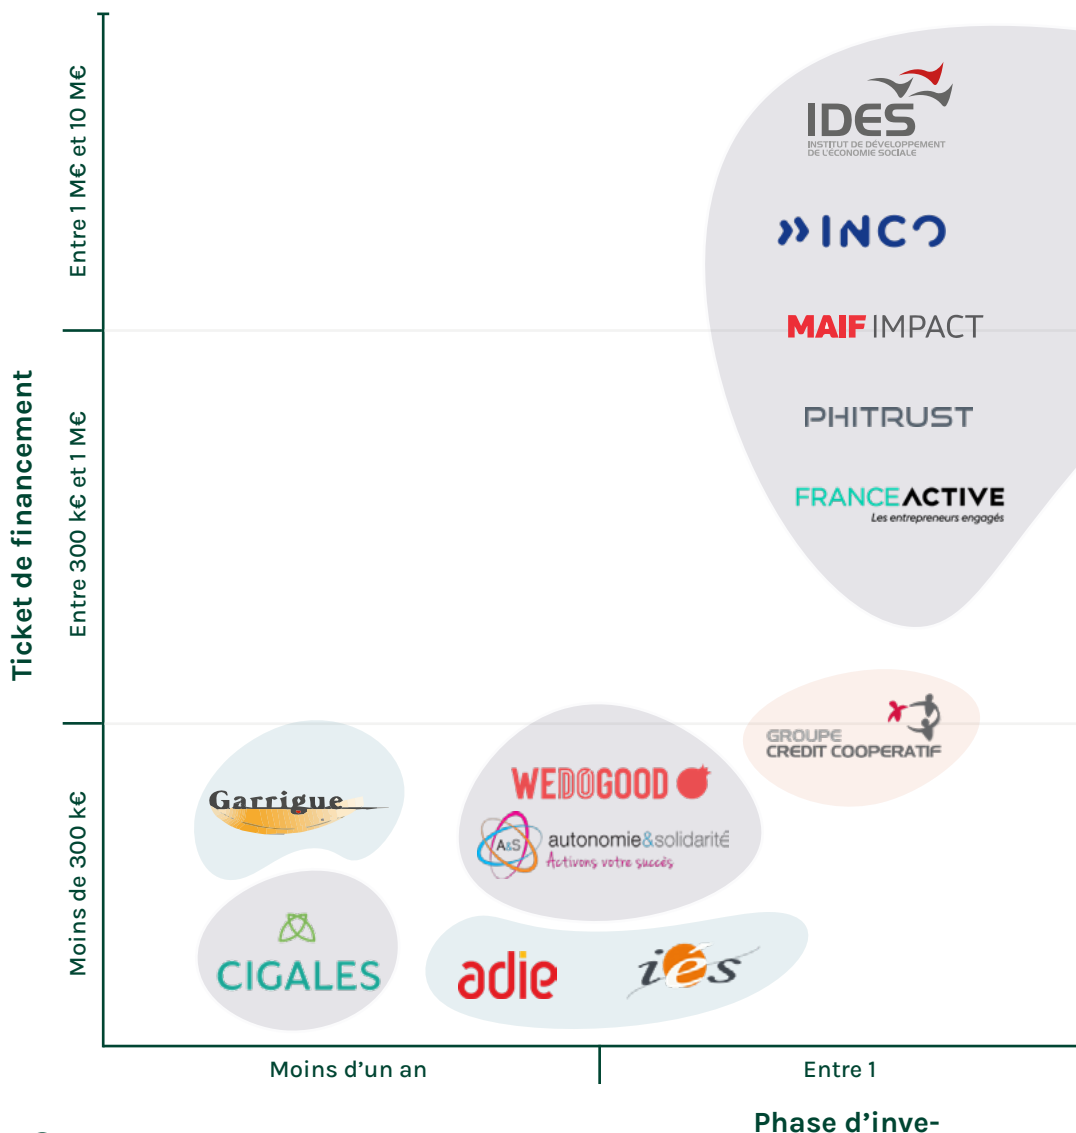 Ticket de financement
Entre 1 M€ et 10 M€
Entre 300 k€ et 1 M€
Moins de 300 k€
IDES
INSTITUT DE DÉVELOPPEMENT
DE L'ÉCONOMIE SOCIALE
INCO
MAIF IMPACT
PHITRUST
FRANCE ACTIVE
Les entrepreneurs engagés
GROUPE
CREDIT COOPERATIF
Garrigue
WEDOGOOD
A&S autonomie&solidarité
Activons votre succès
CIGALES
adie
iés
Moins d’un an
Entre 1
Phase d’inve-